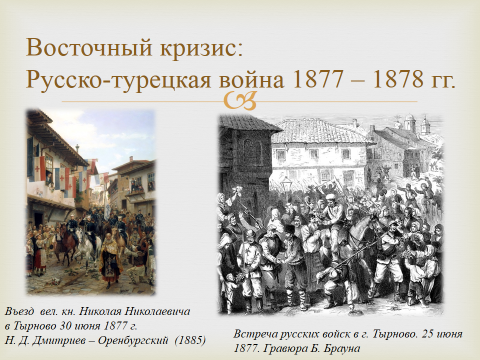 Восточный кризис:
Русско-турецкая война 1877 – 1878 гг.
Въезд вел. кн. Николая Николаевича
в Тырново 30 июня 1877 г.
Н. Д. Дмитриев – Оренбургский (1885)
Встреча русских войск в г. Тырново. 25 июня
1877. Гравюра Б. Брауна